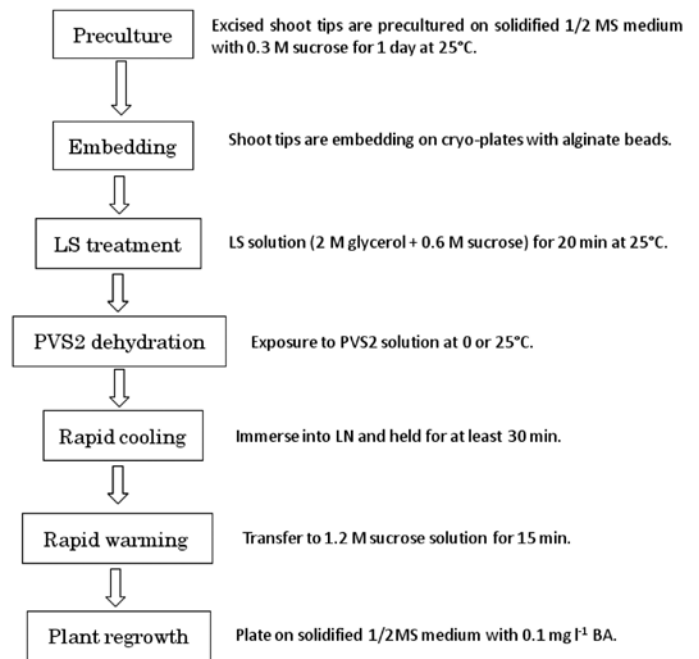 Preculture
Excised shoot tips are precultured on solidified 1/2 MS medium
with 0.3 M sucrose for 1 day at 25°C.
Embedding
Shoot tips are embedding on cryo-plates with alginate beads.
LS treatment
LS solution (2 M glycerol + 0.6 M sucrose) for 20 min at 25°C.
PVS2 dehydration
Exposure to PVS2 solution at 0 or 25°C.
Rapid cooling
Immerse into LN and held for at least 30 min.
Rapid warming
Transfer to 1.2 M sucrose solution for 15 min.
Plant regrowth
Plate on solidified 1/2MS medium with 0.1 mg l⁻¹ BA.